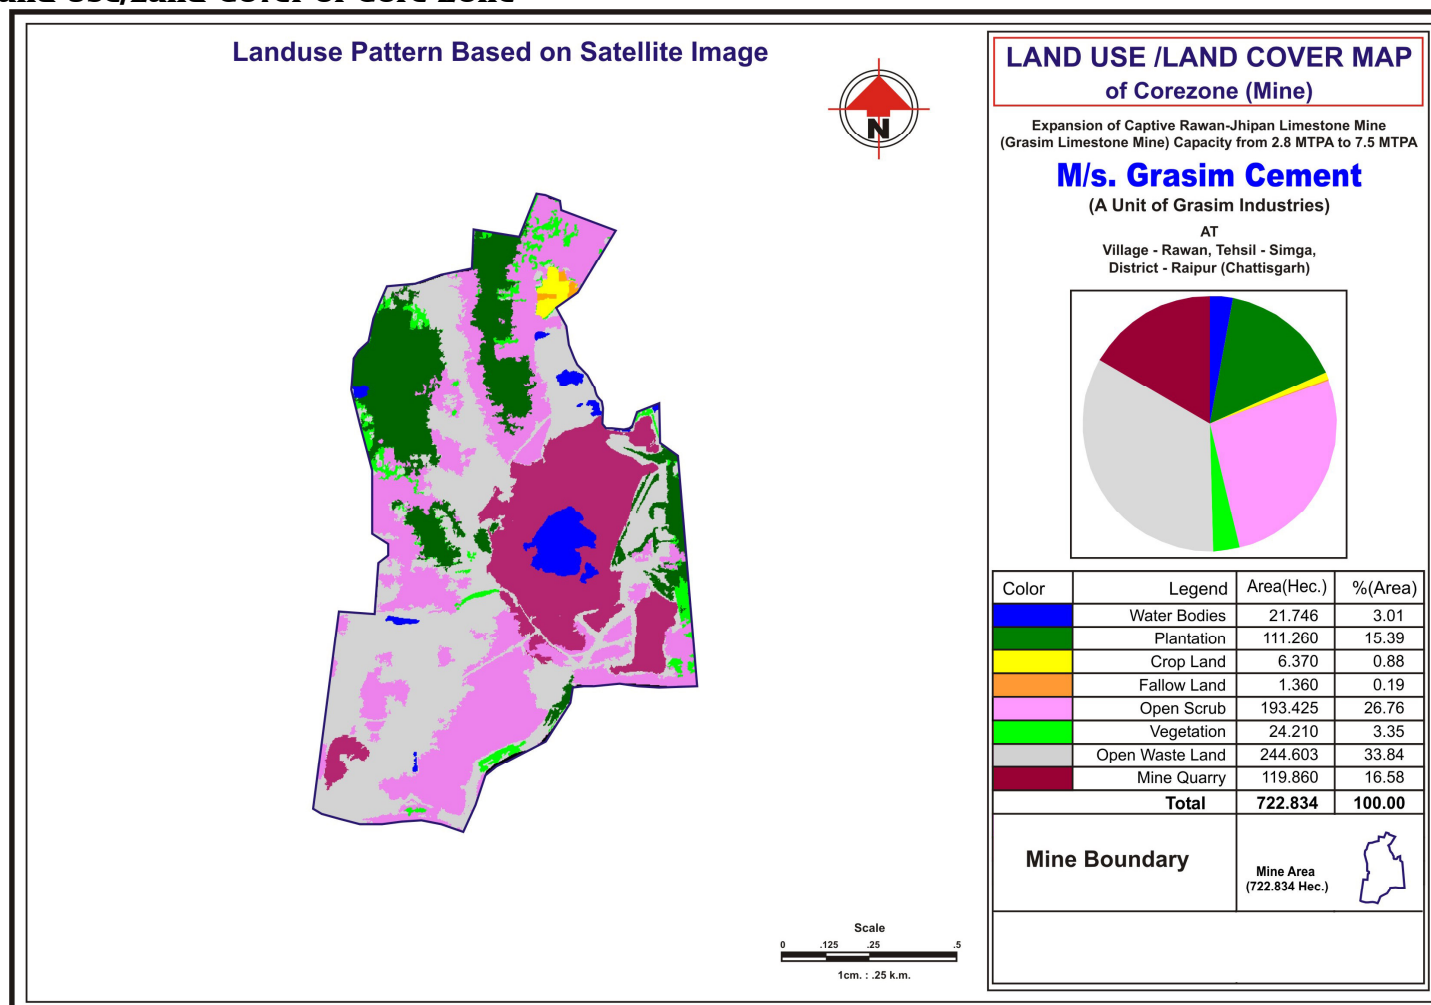 Landuse Pattern Based on Satellite Image
N
LAND USE /LAND COVER MAP
of Corezone (Mine)
Expansion of Captive Rawan-Jhipan Limestone Mine
(Grasim Limestone Mine) Capacity from 2.8 MTPA to 7.5 MTPA
M/s. Grasim Cement
(A Unit of Grasim Industries)
AT
Village - Rawan, Tehsil - Simga,
District - Raipur (Chattisgarh)
Color Legend Area(Hec.) %(Area)
Water Bodies 21.746 3.01
Plantation 111.260 15.39
Crop Land 6.370 0.88
Fallow Land 1.360 0.19
Open Scrub 193.425 26.76
Vegetation 24.210 3.35
Open Waste Land 244.603 33.84
Mine Quarry 119.860 16.58
Total 722.834 100.00
Mine Boundary
Mine Area
(722.834 Hec.)
Scale
0 .125 .25 .5
1cm. : .25 k.m.